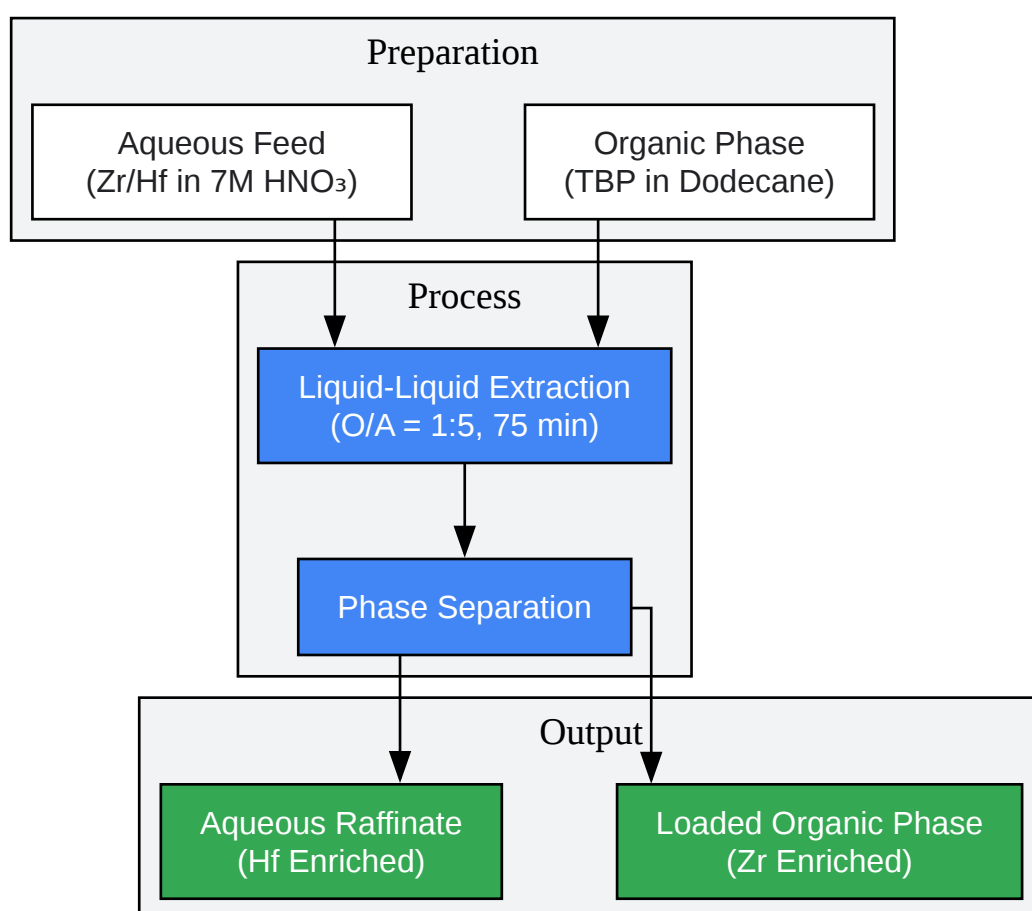 Preparation
Aqueous Feed
(Zr/Hf in 7M HNO₃)
Organic Phase
(TBP in Dodecane)
Process
Liquid-Liquid Extraction
(O/A = 1:5, 75 min)
Phase Separation
Output
Aqueous Raffinate
(Hf Enriched)
Loaded Organic Phase
(Zr Enriched)